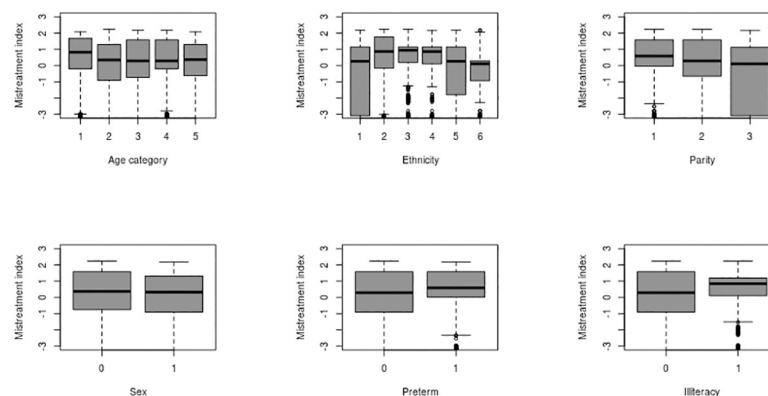 Mistreatment index
3
2
1
0
-1
-3
1 2 3 4 5
Age category
Mistreatment index
3
2
1
0
-1
-3
1 2 3 4 5 6
Ethnicity
Mistreatment index
3
2
1
0
-1
-3
1 2 3
Parity
Mistreatment index
3
2
1
0
-1
-3
0 1
Sex
Mistreatment index
3
2
1
0
-1
-3
0 1
Preterm
Mistreatment index
3
2
1
0
-1
-3
0 1
Illiteracy